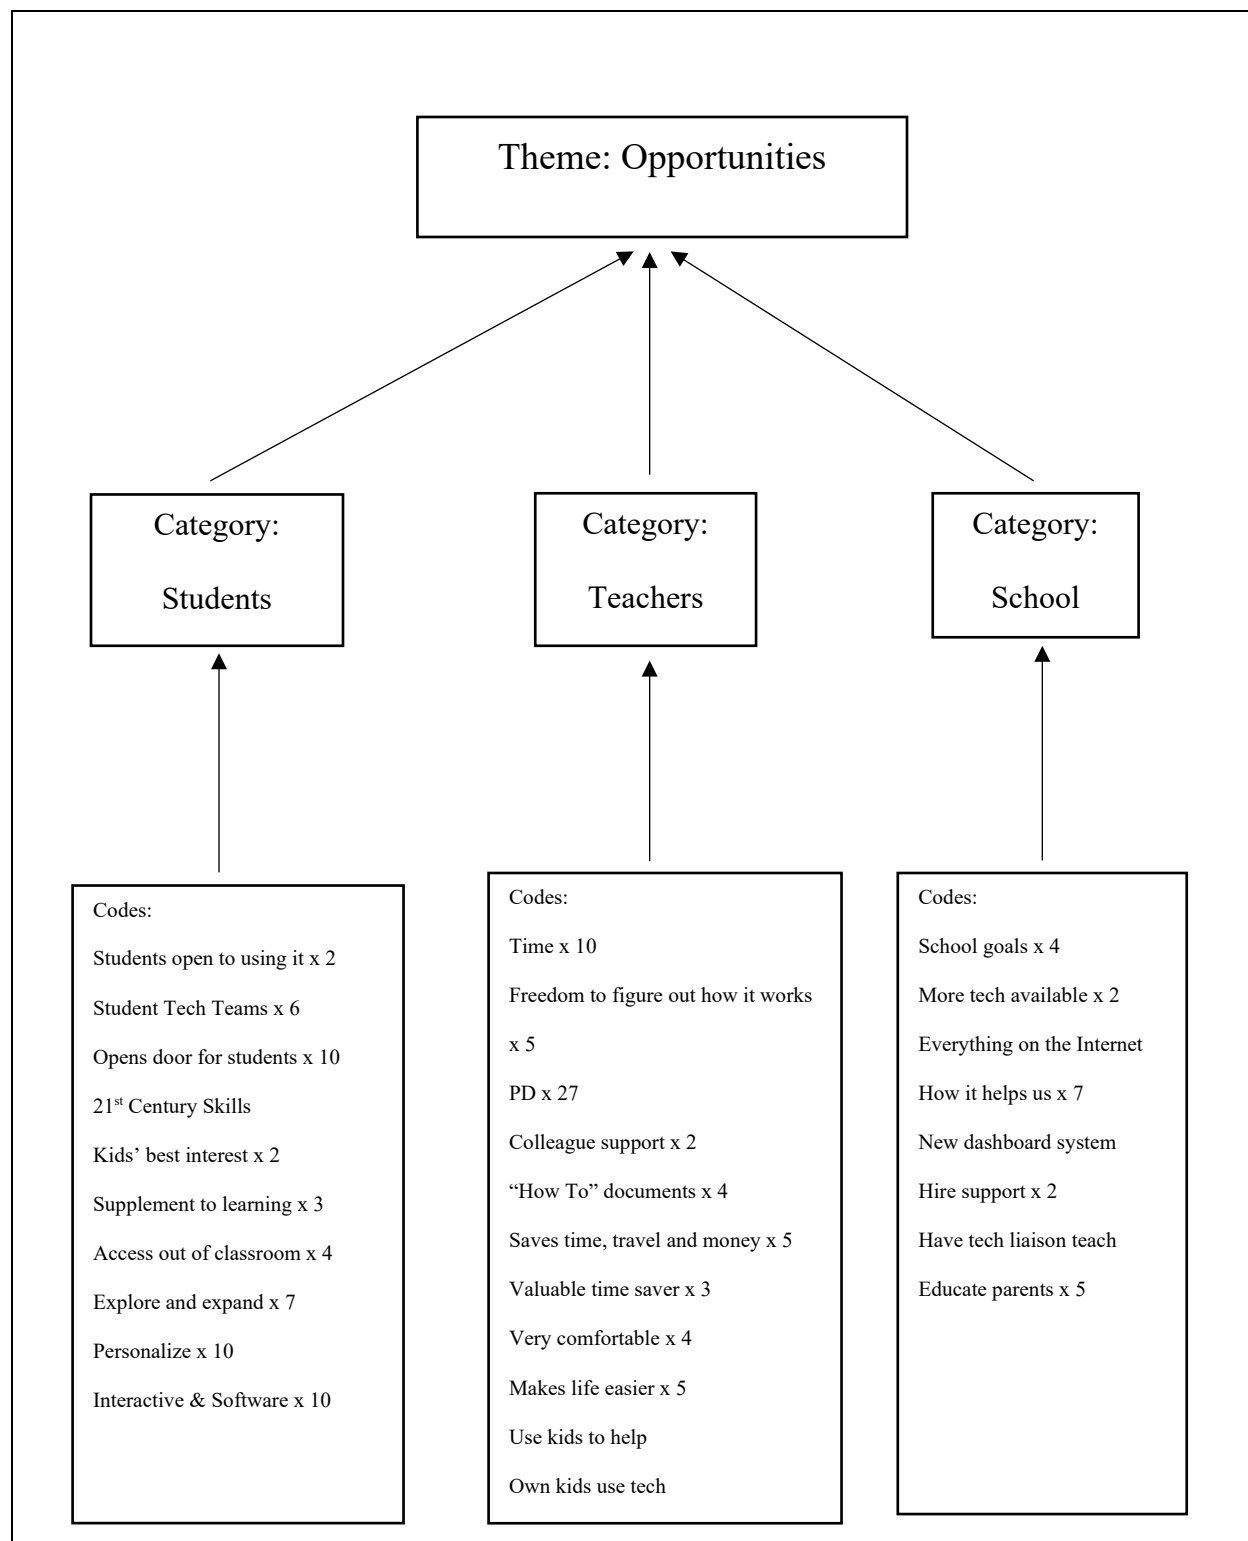 Theme: Opportunities
Category:
Students
Category:
Teachers
Category:
School
Codes:
Students open to using it x 2
Student Tech Teams x 6
Opens door for students x 10
21st Century Skills
Kids’ best interest x 2
Supplement to learning x 3
Access out of classroom x 4
Explore and expand x 7
Personalize x 10
Interactive & Software x 10
Codes:
Time x 10
Freedom to figure out how it works
x 5
PD x 27
Colleague support x 2
“How To” documents x 4
Saves time, travel and money x 5
Valuable time saver x 3
Very comfortable x 4
Makes life easier x 5
Use kids to help
Own kids use tech
Codes:
School goals x 4
More tech available x 2
Everything on the Internet
How it helps us x 7
New dashboard system
Hire support x 2
Have tech liaison teach
Educate parents x 5